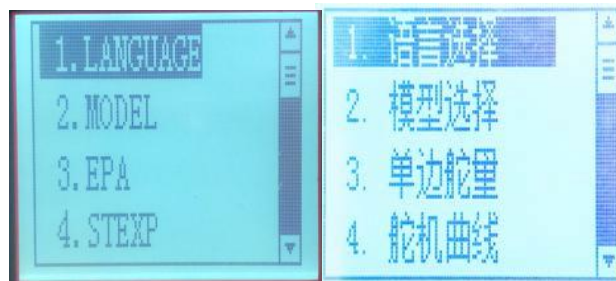 1. LANGUAGE
2. MODEL
3. EPA
4. STEXP
1. 语言选择
2. 模型选择
3. 单边舵量
4. 舵机曲线